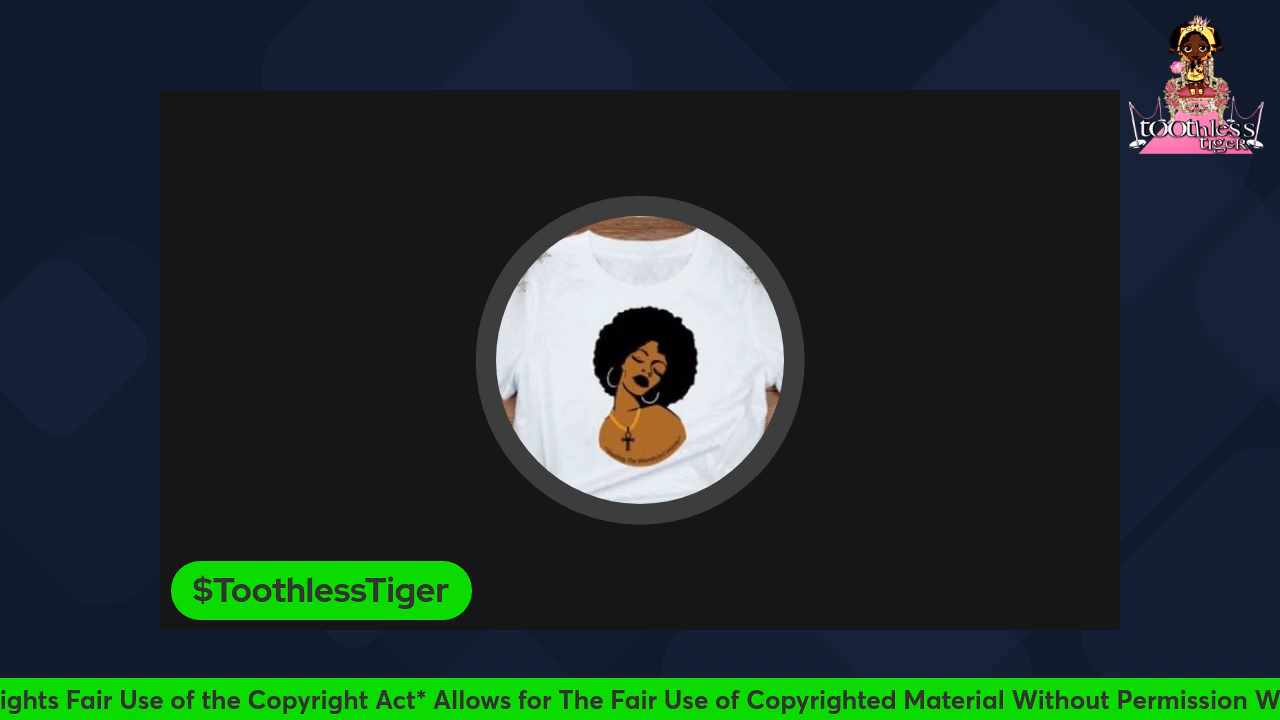 toothless
tiger
$ToothlessTiger
ights Fair Use of the Copyright Act* Allows for The Fair Use of Copyrighted Material Without Permission W